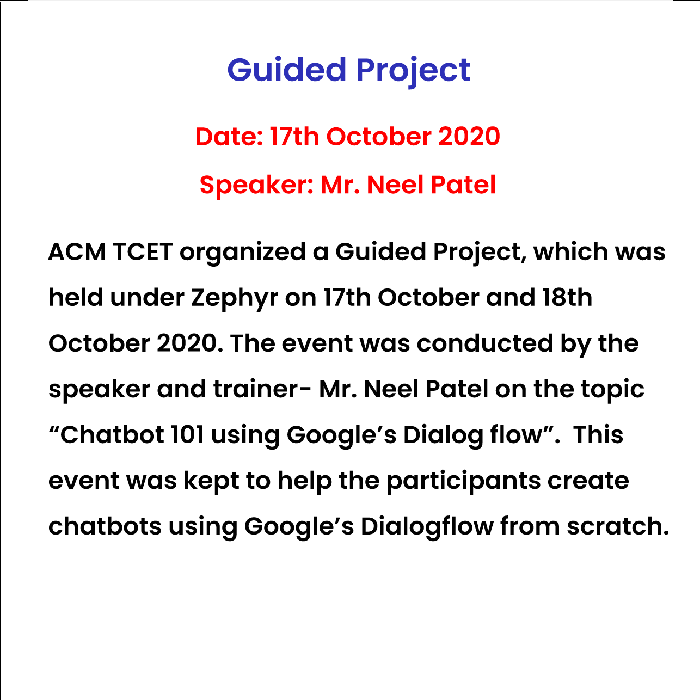 Guided Project
Date: 17th October 2020
Speaker: Mr. Neel Patel
ACM TCET organized a Guided Project, which was
held under Zephyr on 17th October and 18th
October 2020. The event was conducted by the
speaker and trainer- Mr. Neel Patel on the topic
“Chatbot 101 using Google’s Dialog flow”.  This
event was kept to help the participants create
chatbots using Google’s Dialogflow from scratch.